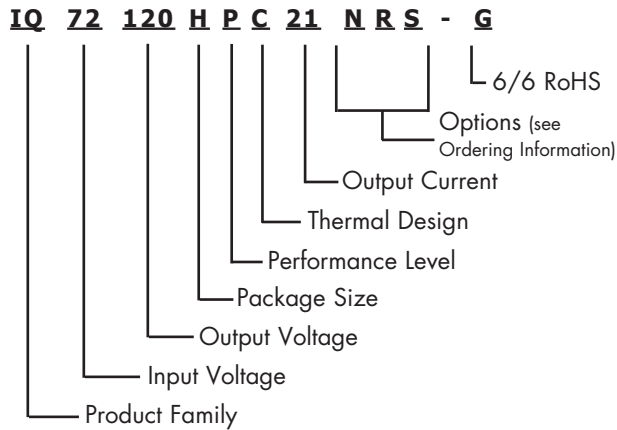 IQ 72 120 H P C 21 N R S - G
6/6 RoHS
Options (see
Ordering Information)
Output Current
Thermal Design
Performance Level
Package Size
Output Voltage
Input Voltage
Product Family